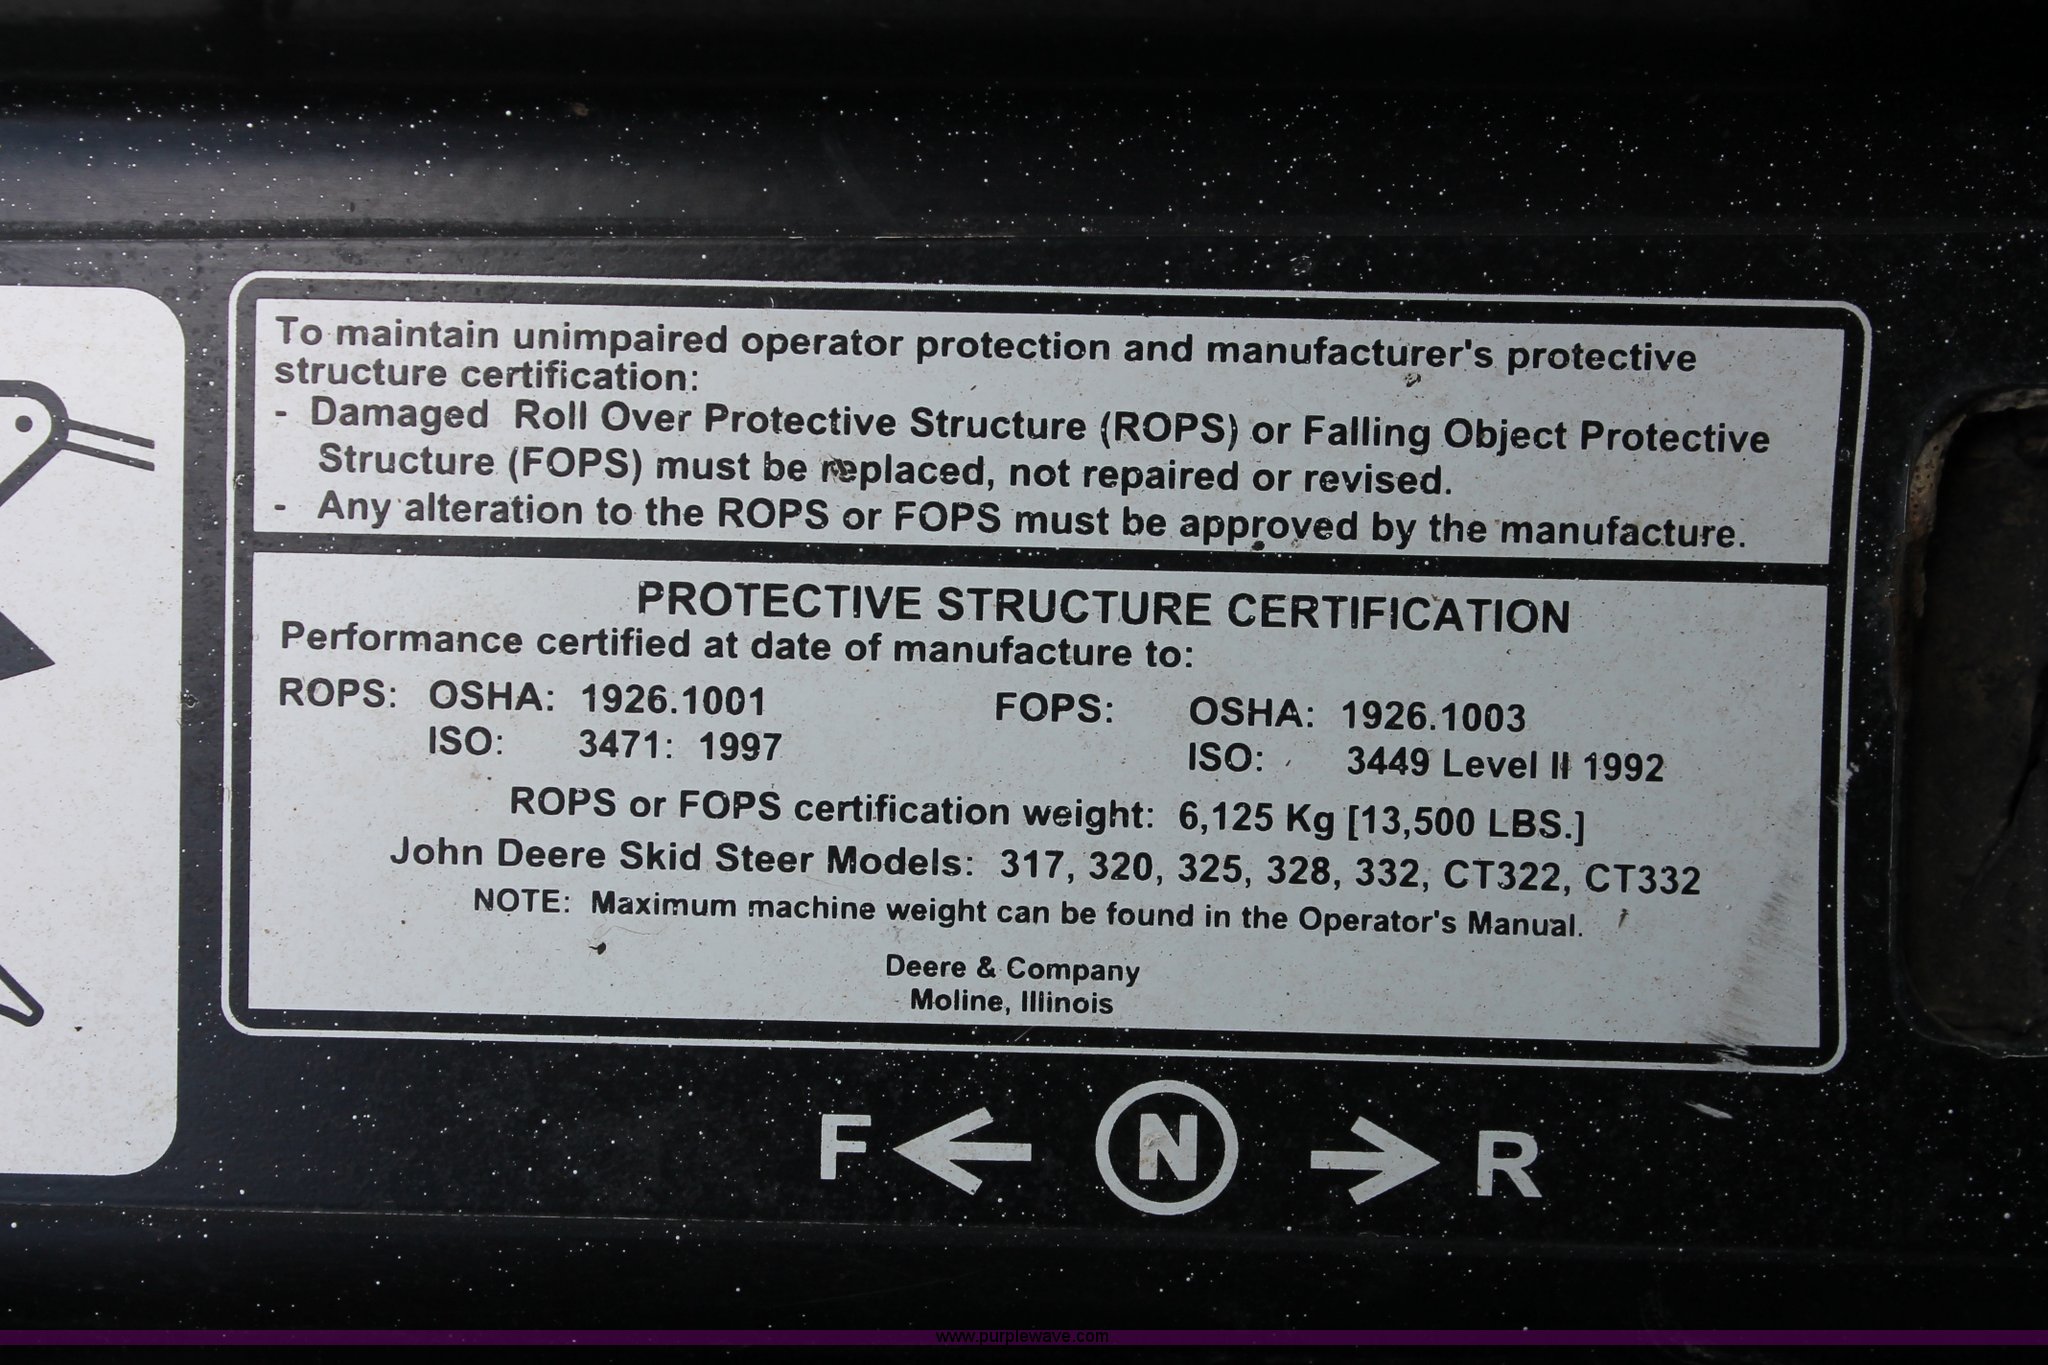 To maintain unimpaired operator protection and manufacturer's protective
structure certification:
- Damaged Roll Over Protective Structure (ROPS) or Falling Object Protective
Structure (FOPS) must be replaced, not repaired or revised.
- Any alteration to the ROPS or FOPS must be approved by the manufacture.
PROTECTIVE STRUCTURE CERTIFICATION
Performance certified at date of manufacture to:
ROPS: OSHA: 1926.1001 FOPS: OSHA: 1926.1003
ISO: 3471: 1997 ISO: 3449 Level II 1992
ROPS or FOPS certification weight: 6,125 Kg [13,500 LBS.]
John Deere Skid Steer Models: 317, 320, 325, 328, 332, CT322, CT332
NOTE: Maximum machine weight can be found in the Operator's Manual.
Deere & Company
Moline, Illinois
F N R
www.purplewave.com